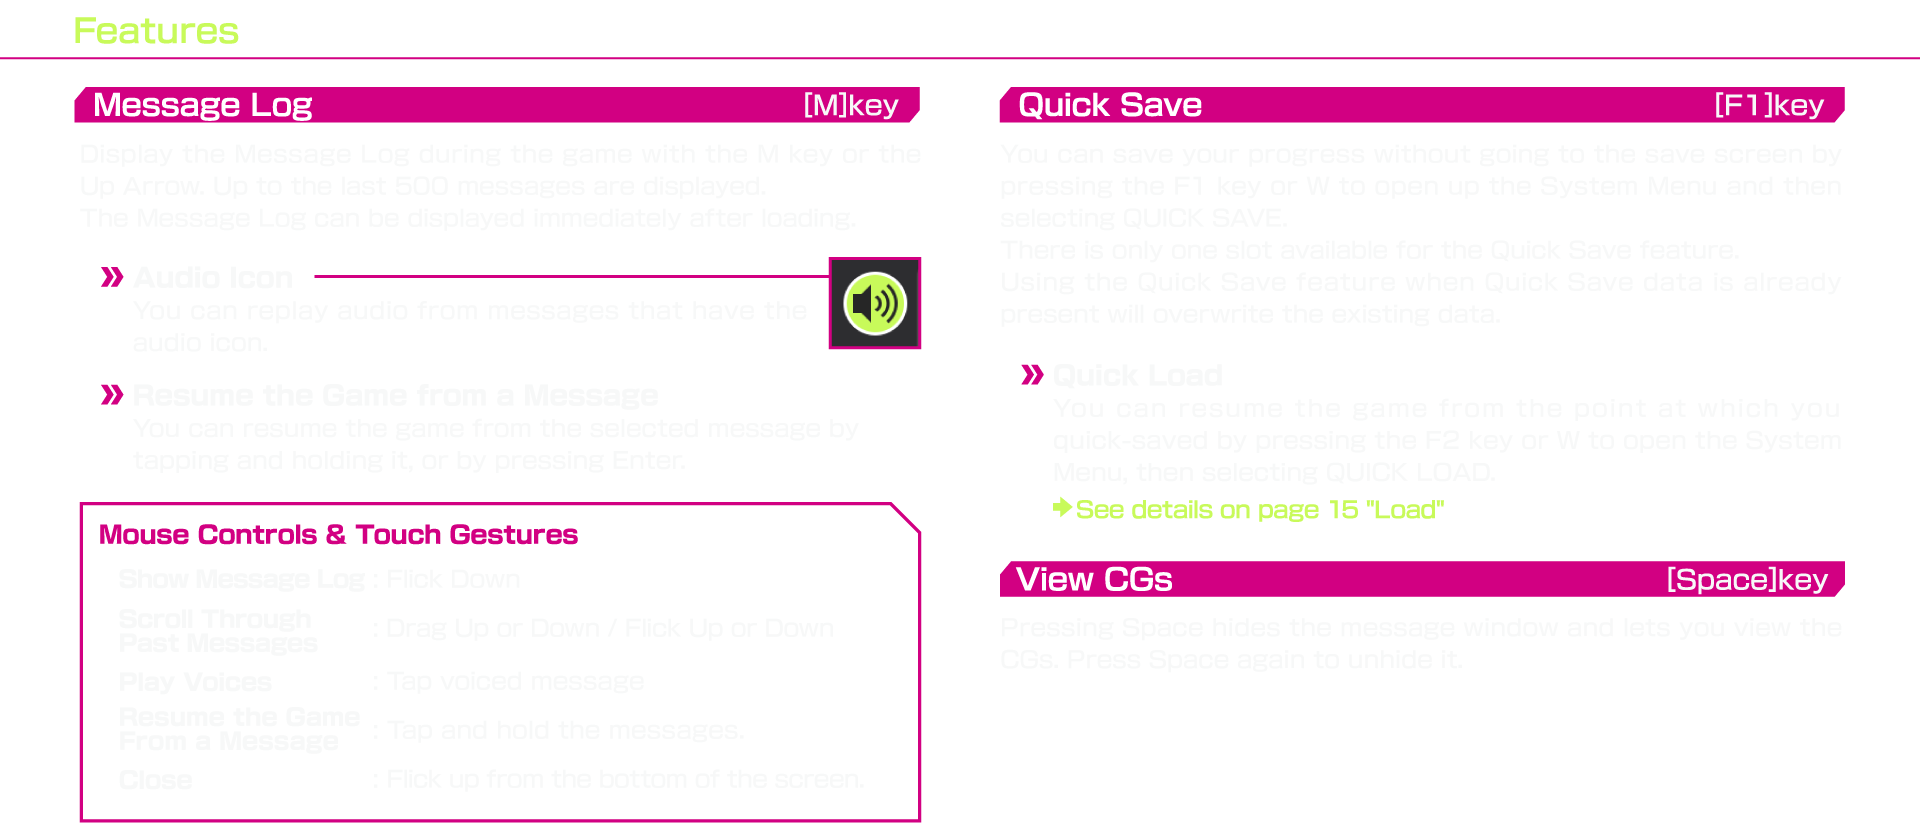 Features
Message Log [M]key
Display the Message Log during the game with the M key or the
Up Arrow. Up to the last 500 messages are displayed.
The Message Log can be displayed immediately after loading.
Audio Icon
You can replay audio from messages that have the
audio icon.
Resume the Game from a Message
You can resume the game from the selected message by
tapping and holding it, or by pressing Enter.
Mouse Controls & Touch Gestures
Show Message Log : Flick Down
Scroll Through
Past Messages : Drag Up or Down / Flick Up or Down
Play Voices : Tap voiced message
Resume the Game
From a Message : Tap and hold the messages.
Close : Flick up from the bottom of the screen.
Quick Save [F1]key
You can save your progress without going to the save screen by
pressing the F1 key or W to open up the System Menu and then
selecting QUICK SAVE.
There is only one slot available for the Quick Save feature.
Using the Quick Save feature when Quick Save data is already
present will overwrite the existing data.
Quick Load
You can resume the game from the point at which you
quick-saved by pressing the F2 key or W to open the System
Menu, then selecting QUICK LOAD.
See details on page 15 "Load"
View CGs [Space]key
Pressing Space hides the message window and lets you view the
CGs. Press Space again to unhide it.